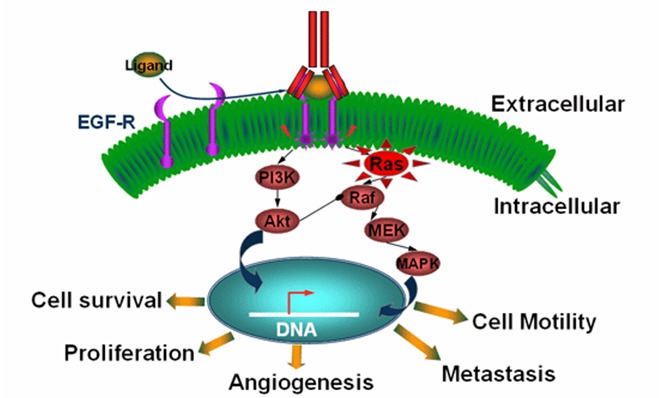 Ligand
EGF-R
Extracellular
Ras
PI3K
Raf
Intracellular
Akt
MEK
MAPK
Cell survival
DNA
Cell Motility
Proliferation
Angiogenesis
Metastasis